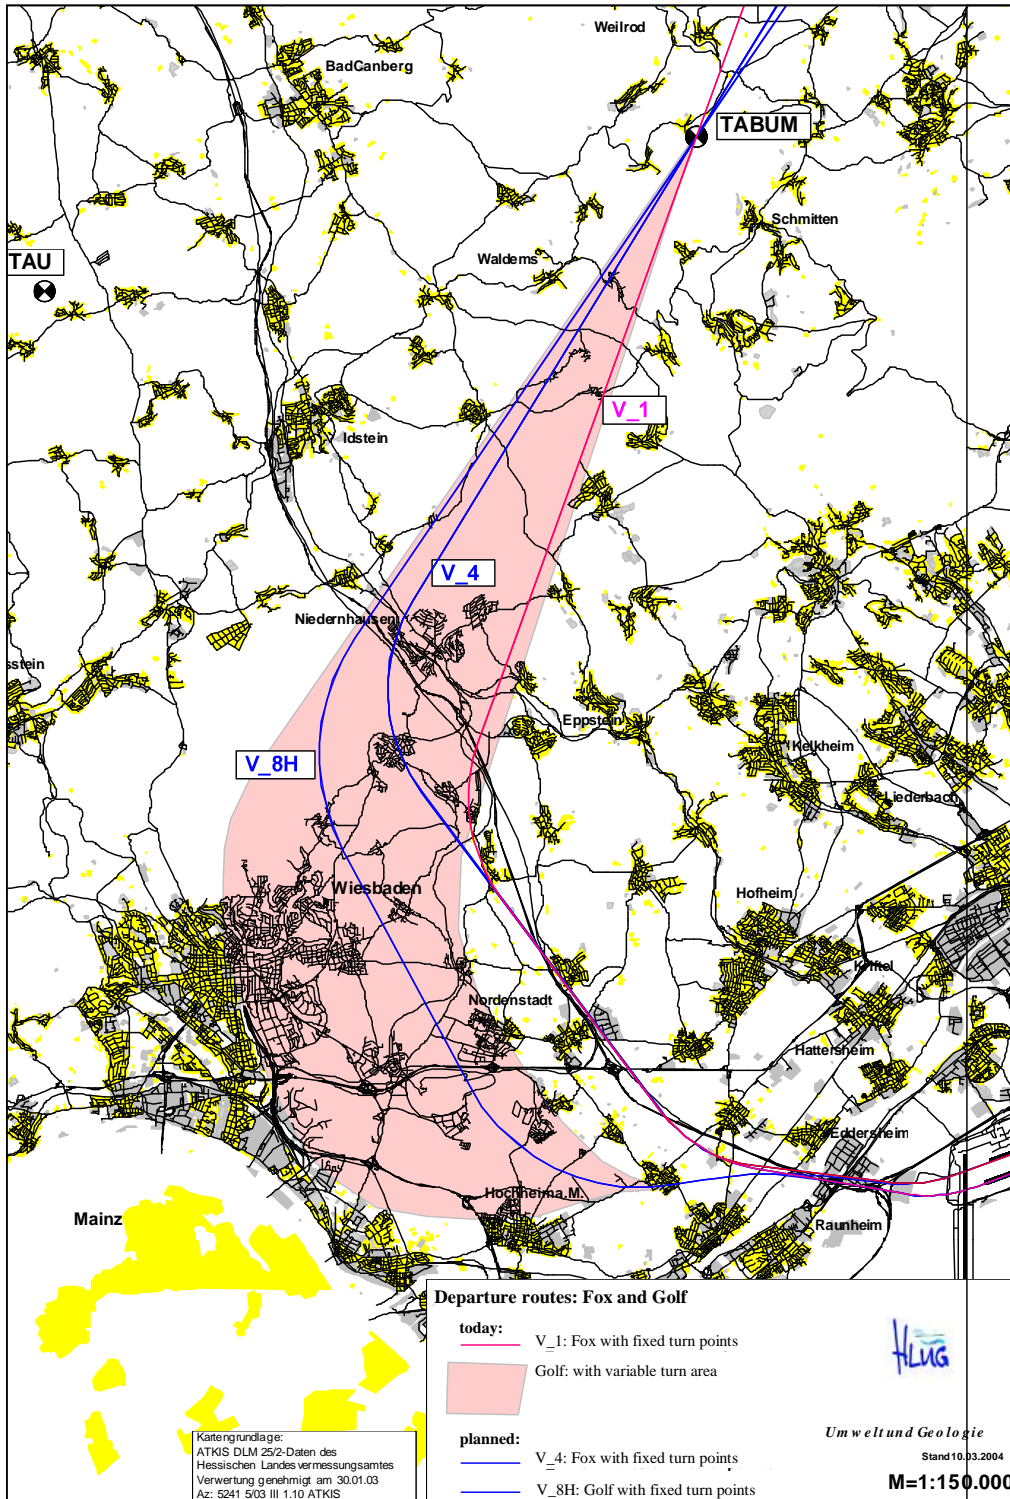 Weilrod
BadCanberg
TABUM
Schmitten
TAU
Waldems
V_1
Idstein
V_4
Niedernhausen
sstein
Eppstein
V_8H
Kelkheim
Liederbach
Wiesbaden
Hofheim
Kriftel
Nordenstadt
Hattersheim
Eddersheim
Hochheima.M.
Mainz
Raunheim
Departure routes: Fox and Golf
today:
V_1: Fox with fixed turn points
Golf: with variable turn area
planned:
V_4: Fox with fixed turn points
V_8H: Golf with fixed turn points
HLUG
Umwelt und Geologie
Stand10.03.2004
M=1:150.000
Kartengrundlage:
ATKIS DLM 25/2-Daten des
Hessischen Landesvermessungsamtes
Verwertung genehmigt am 30.01.03
Az: 5241 5/03 III 1.10 ATKIS